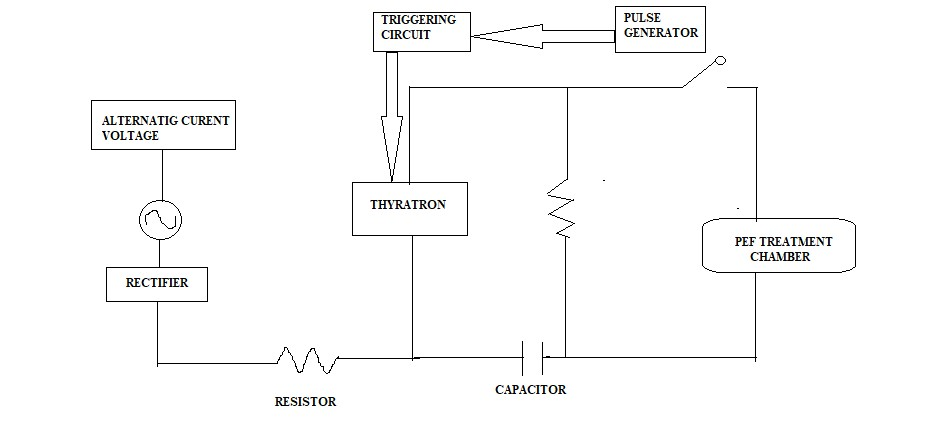 TRIGGERING
CIRCUIT
PULSE
GENERATOR
ALTERNATIG CURENT
VOLTAGE
THYRATRON
PEF TREATMENT
CHAMBER
RECTIFIER
CAPACITOR
RESISTOR